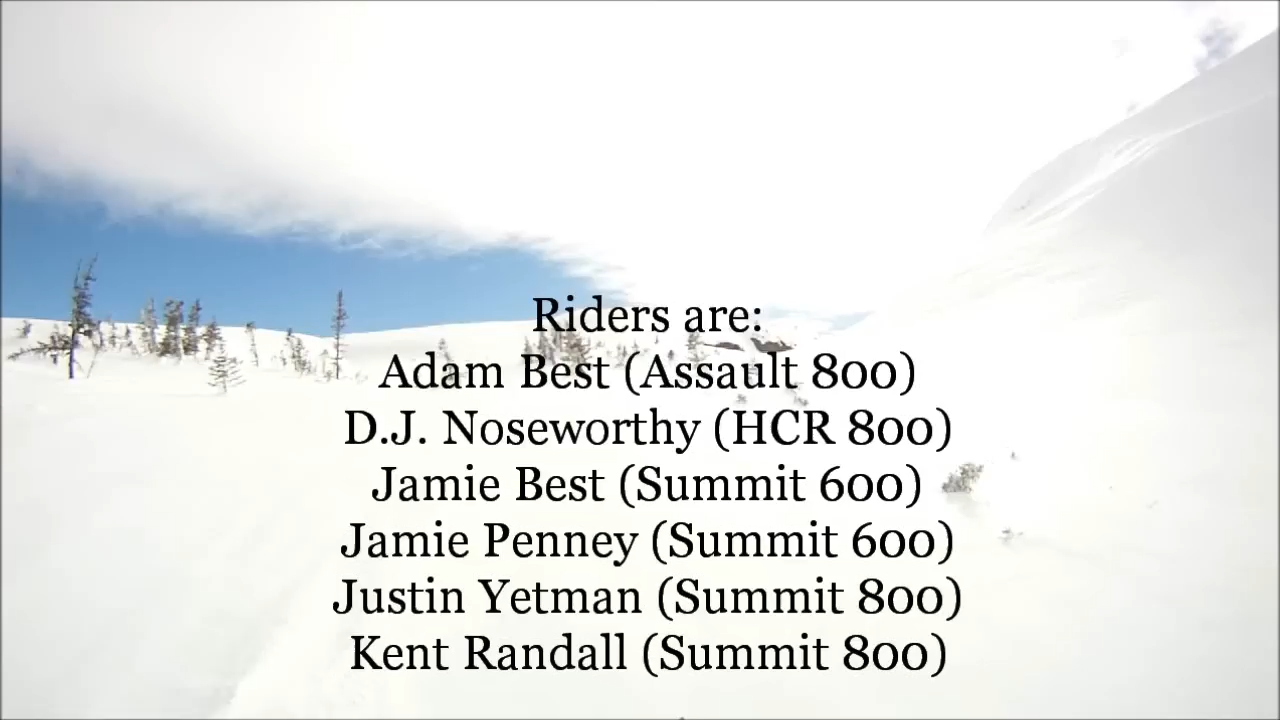 Riders are:
Adam Best (Assault 800)
D.J. Noseworthy (HCR 800)
Jamie Best (Summit 600)
Jamie Penney (Summit 600)
Justin Yetman (Summit 800)
Kent Randall (Summit 800)